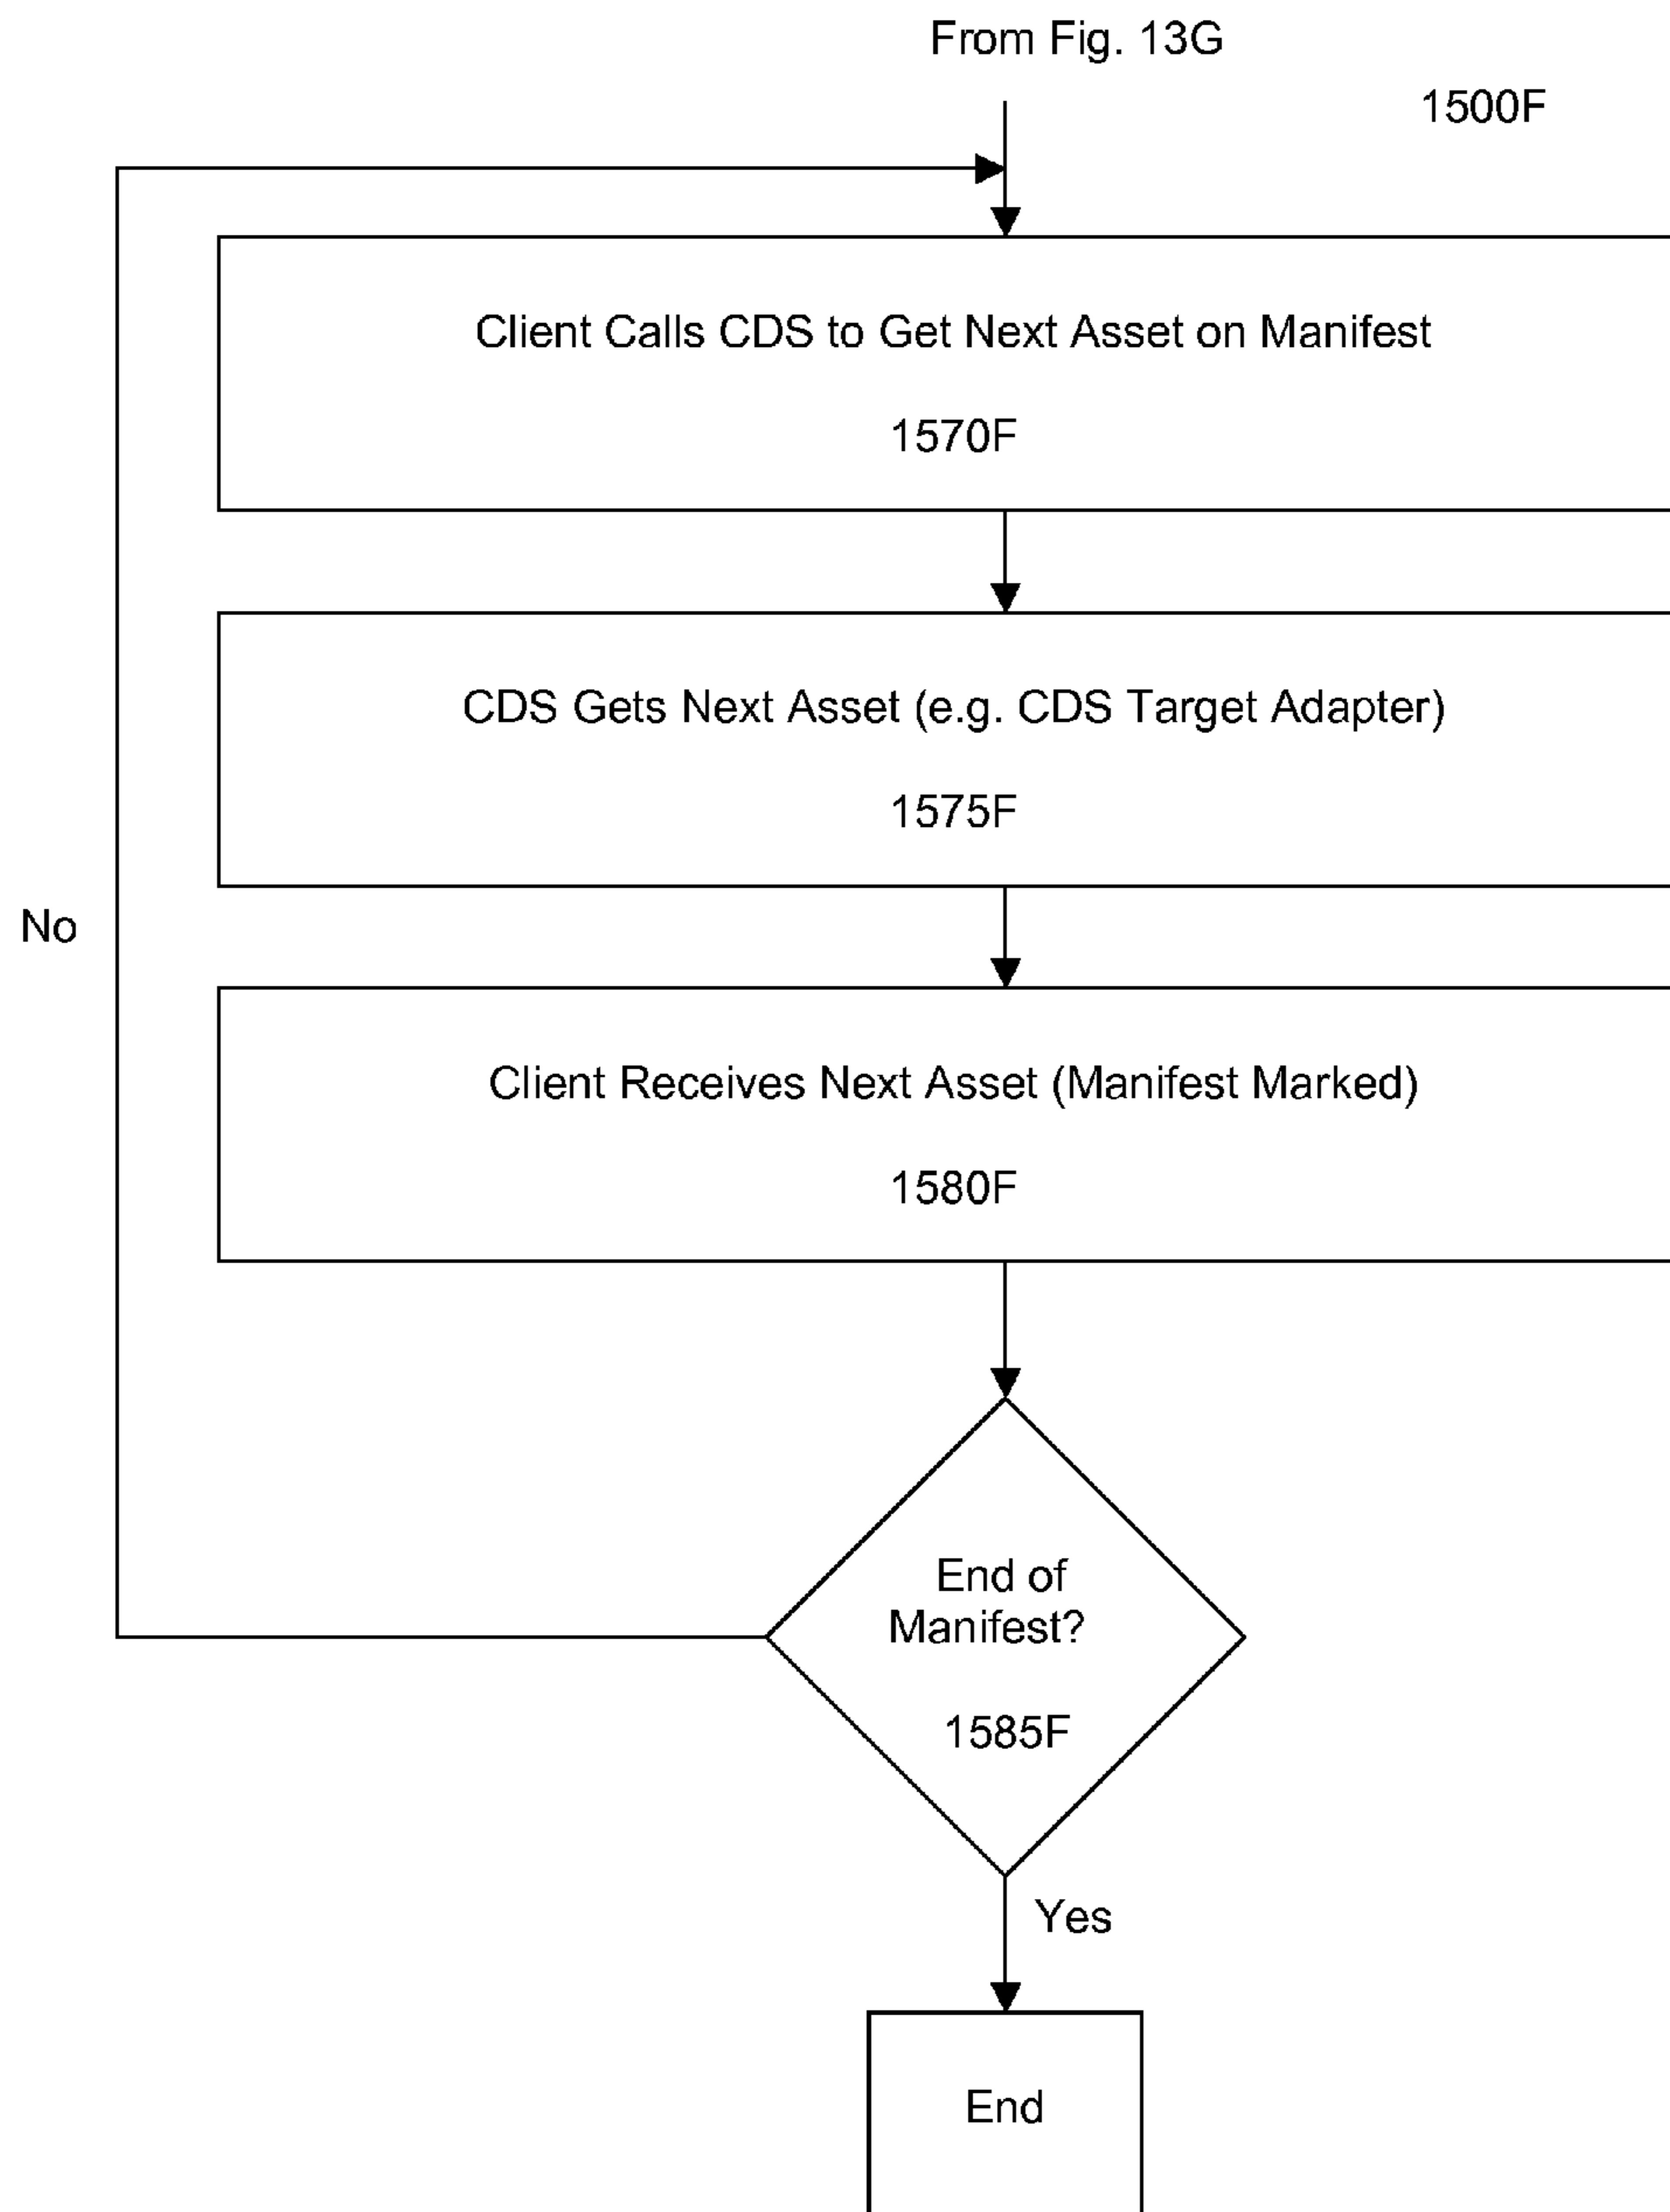 From Fig. 13G
1500F
Client Calls CDS to Get Next Asset on Manifest
1570F
CDS Gets Next Asset (e.g. CDS Target Adapter)
1575F
No
Client Receives Next Asset (Manifest Marked)
1580F
End of
Manifest?
1585F
Yes
End